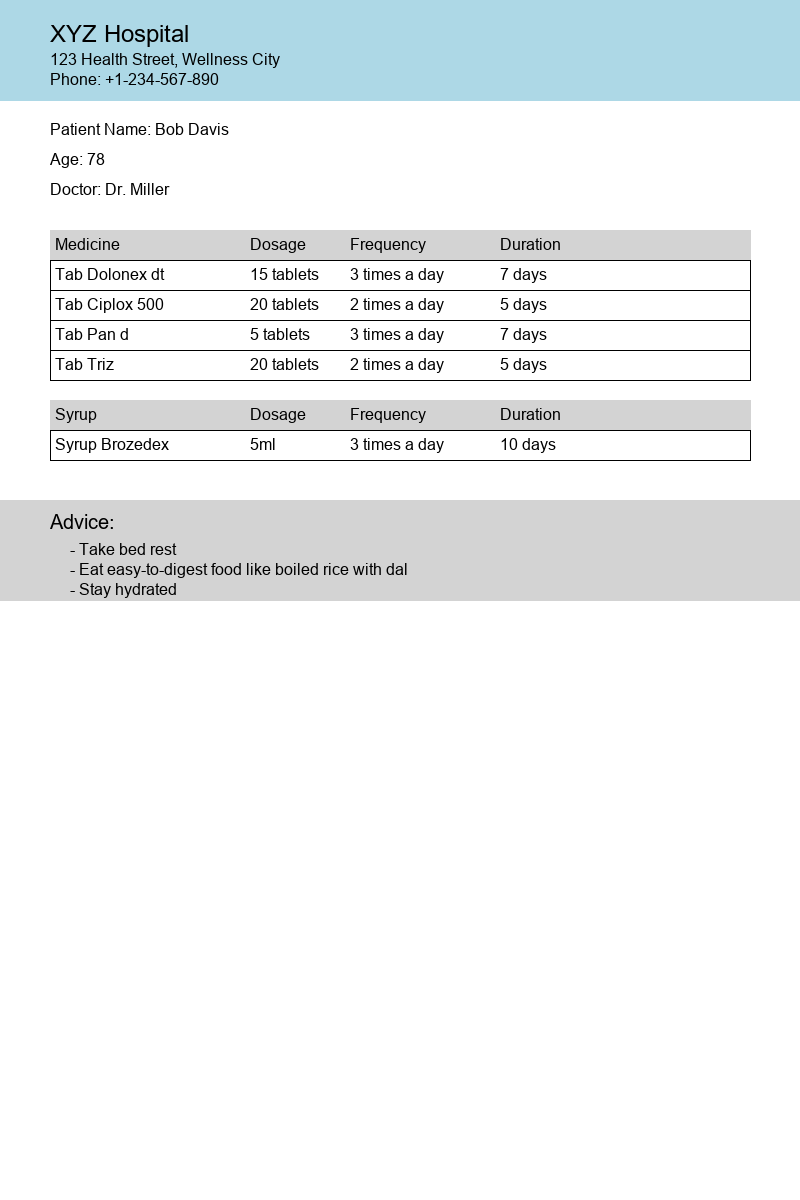 XYZ Hospital
123 Health Street, Wellness City
Phone: +1-234-567-890
Patient Name: Bob Davis
Age: 78
Doctor: Dr. Miller
Medicine Dosage Frequency Duration
Tab Dolonex dt 15 tablets 3 times a day 7 days
Tab Ciplox 500 20 tablets 2 times a day 5 days
Tab Pan d 5 tablets 3 times a day 7 days
Tab Triz 20 tablets 2 times a day 5 days
Syrup Dosage Frequency Duration
Syrup Brozedex 5ml 3 times a day 10 days
Advice:
- Take bed rest
- Eat easy-to-digest food like boiled rice with dal
- Stay hydrated